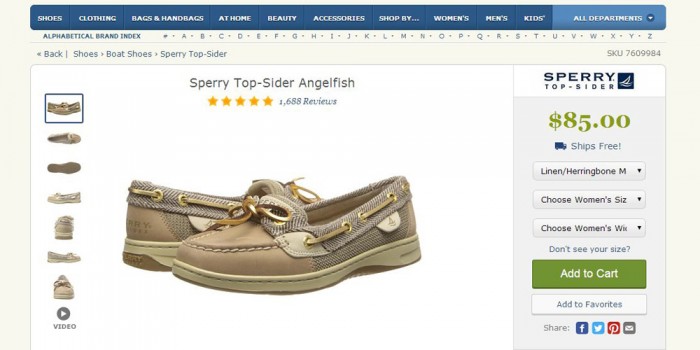 SHOES CLOTHING BAGS & HANDBAGS AT HOME BEAUTY ACCESSORIES SHOP BY... WOMEN'S MEN'S KIDS' ALL DEPARTMENTS
ALPHABETICAL BRAND INDEX # • A • B • C • D • E • F • G • H • I • J • K • L • M • N • O • P • Q • R • S • T • U • V • W • X • Y • Z
« Back | Shoes › Boat Shoes › Sperry Top-Sider
SKU 7609984
Sperry Top-Sider Angelfish
1,688 Reviews
VIDEO
SPERRY
SPERRY
TOP-SIDER
$85.00
Ships Free!
Linen/Herringbone M
Choose Women's Siz
Choose Women's Wi
Don't see your size?
Add to Cart
Add to Favorites
Share: